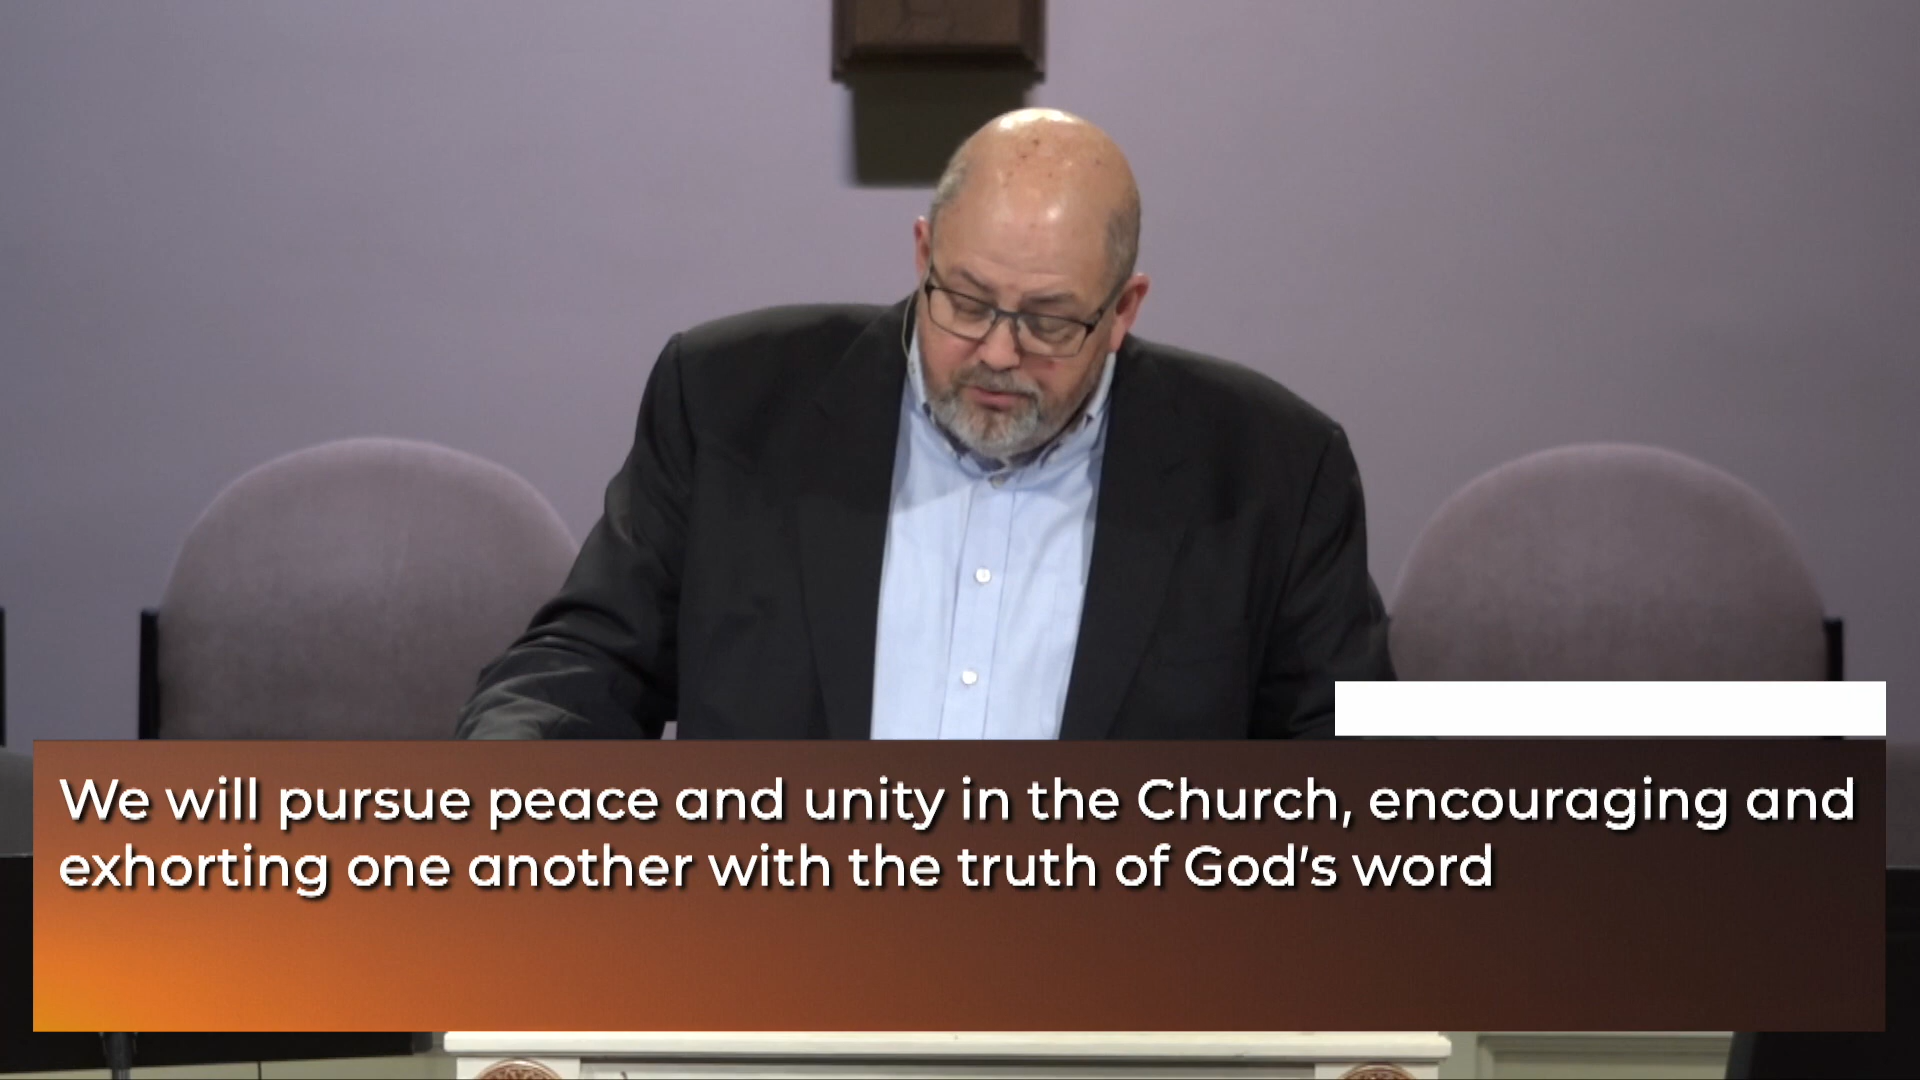 We will pursue peace and unity in the Church, encouraging and
exhorting one another with the truth of God's word